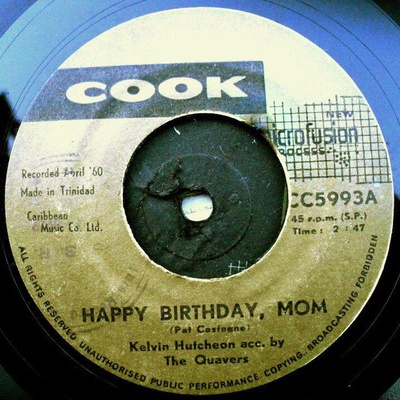 COOK
NEW
microfusion
PROCESS
Recorded April '60
Made in Trinidad
Caribbean
Music Co. Ltd.
CC5993A
45 r.p.m. (S.P.)
Time: 2:47
HAPPY BIRTHDAY, MOM
(Pat Castagne)
Kelvin Hutcheon acc. by
The Quavers
ALL RIGHTS RESERVED UNAUTHORISED PUBLIC PERFORMANCE COPYING, BROADCASTING FORBIDDEN